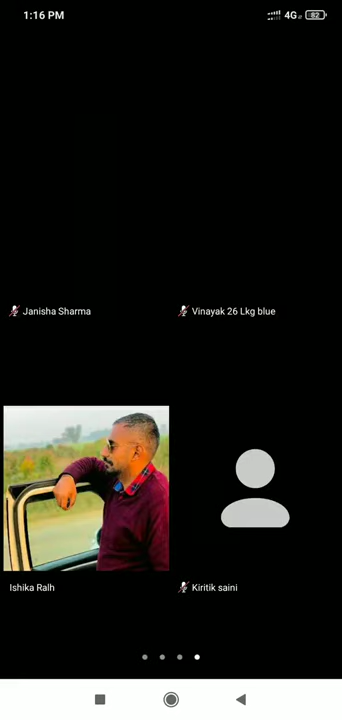 1:16 PM
4G
82
Janisha Sharma
Vinayak 26 Lkg blue
Ishika Ralh
Kiritik saini